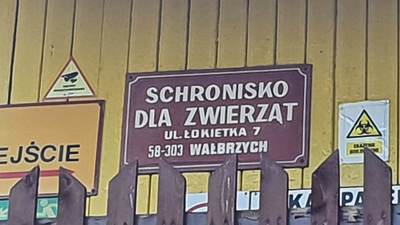 SCHRONISKO
DLA ZWIERZĄT
UL. ŁOKIETKA 7
58-303 WAŁBRZYCH
EJŚCIE